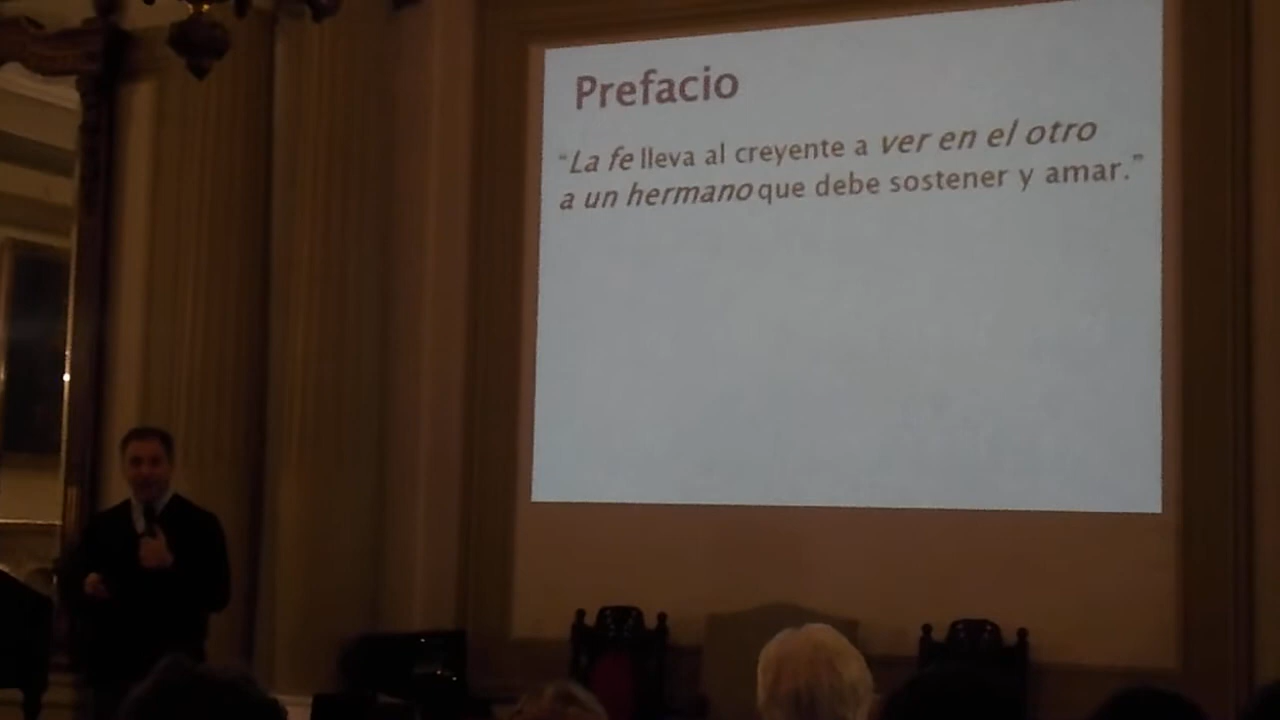 Prefacio
“La fe lleva al creyente a ver en el otro
a un hermano que debe sostener y amar.”